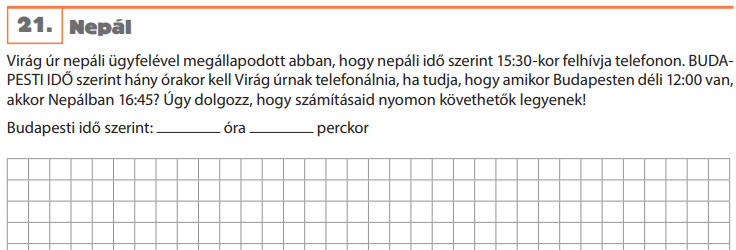 21. Nepál
Virág úr nepáli ügyfelével megállapodott abban, hogy nepáli idő szerint 15:30-kor felhívja telefonon. BUDA-
PESTI IDŐ szerint hány órakor kell Virág úrnak telefonálnia, ha tudja, hogy amikor Budapesten déli 12:00 van,
akkor Nepálban 16:45? Úgy dolgozz, hogy számításaid nyomon követhetők legyenek!
Budapesti idő szerint: ________ óra ________ perckor